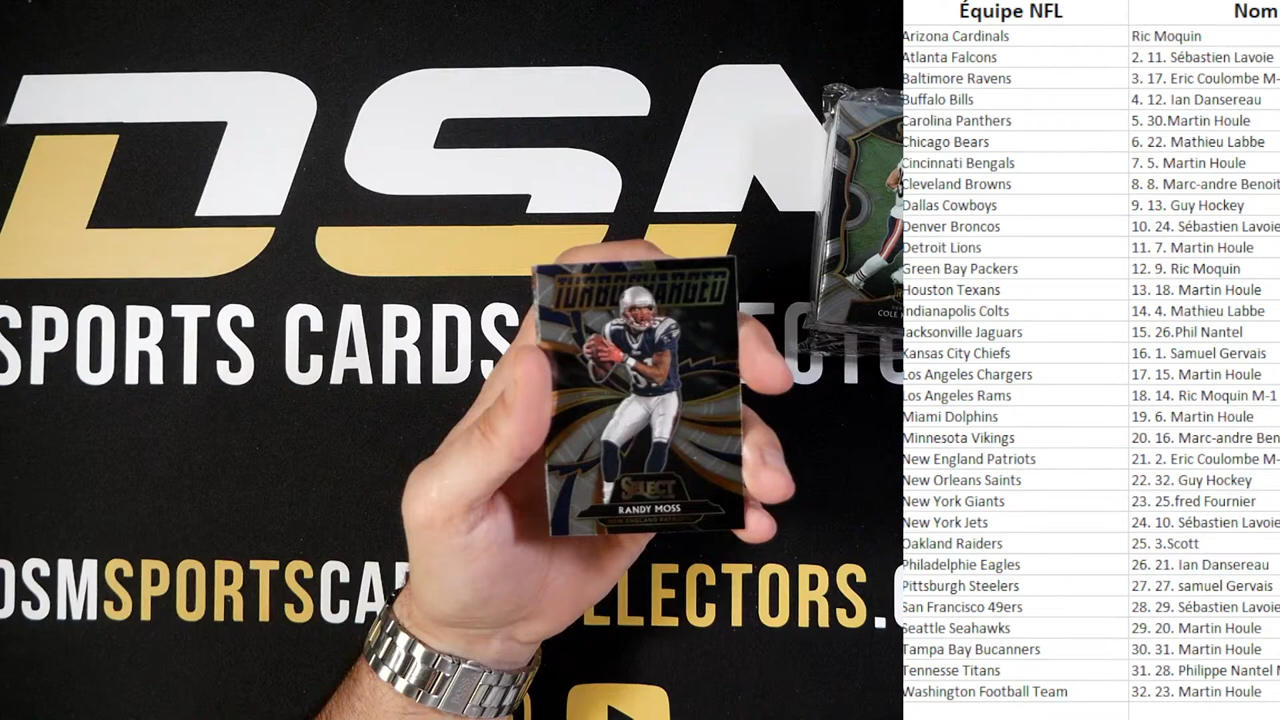 DSM
SPORTS CARDS
DSMSPORTSCA LLECTORS.
TURBOCHARGED
SELECT
RANDY MOSS
NEW ENGLAND
COLE
Équipe NFL Nom
Arizona Cardinals Ric Moquin
Atlanta Falcons 2. 11. Sébastien Lavoie
Baltimore Ravens 3. 17. Eric Coulombe M-
Buffalo Bills 4. 12. Ian Dansereau
Carolina Panthers 5. 30.Martin Houle
Chicago Bears 6. 22. Mathieu Labbe
Cincinnati Bengals 7. 5. Martin Houle
Cleveland Browns 8. 8. Marc-andre Benoit
Dallas Cowboys 9. 13. Guy Hockey
Denver Broncos 10. 24. Sébastien Lavoie
Detroit Lions 11. 7. Martin Houle
Green Bay Packers 12. 9. Ric Moquin
Houston Texans 13. 18. Martin Houle
Indianapolis Colts 14. 4. Mathieu Labbe
Jacksonville Jaguars 15. 26.Phil Nantel
Kansas City Chiefs 16. 1. Samuel Gervais
Los Angeles Chargers 17. 15. Martin Houle
Los Angeles Rams 18. 14. Ric Moquin M-1
Miami Dolphins 19. 6. Martin Houle
Minnesota Vikings 20. 16. Marc-andre Ben
New England Patriots 21. 2. Eric Coulombe M-
New Orleans Saints 22. 32. Guy Hockey
New York Giants 23. 25.fred Fournier
New York Jets 24. 10. Sébastien Lavoie
Oakland Raiders 25. 3.Scott
Philadelphie Eagles 26. 21. Ian Dansereau
Pittsburgh Steelers 27. 27. samuel Gervais
San Francisco 49ers 28. 29. Sébastien Lavoie
Seattle Seahawks 29. 20. Martin Houle
Tampa Bay Bucanners 30. 31. Martin Houle
Tennesse Titans 31. 28. Philippe Nantel M
Washington Football Team 32. 23. Martin Houle